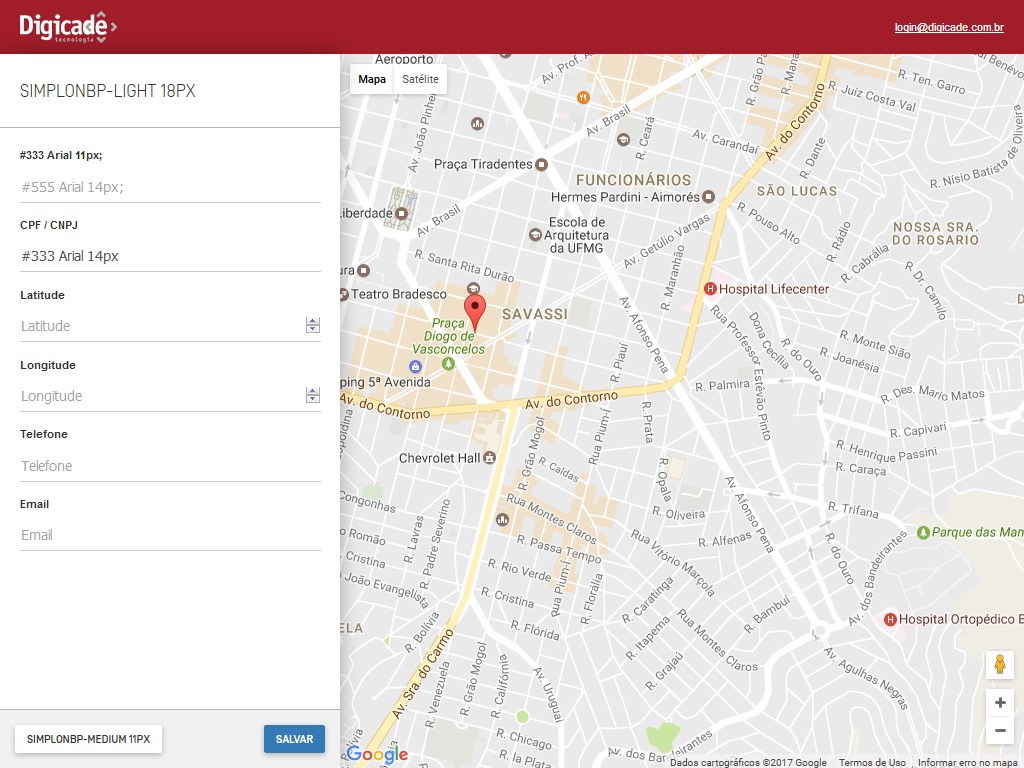 Digicade
tecnologia
login@digicade.com.br
SIMPLONBP-LIGHT 18PX
#333 Arial 11px;
#555 Arial 14px;
CPF / CNPJ
#333 Arial 14px
Latitude
Latitude
Longitude
Longitude
Telefone
Telefone
Email
Email
SIMPLONBP-MEDIUM 11PX
SALVAR
Mapa
Satélite
Aeroporto
Av. Prof.
R. Grão P
R. Ten. Garro
R. Juíz Costa Val
Av. João Pinheiro
Av. Brasil
R. Ceará
Av. Carandaí
Av. do Contorno
R. Dante
R. Nísio Batista de Oliveira
Praça Tiradentes
FUNCIONÁRIOS
Hermes Pardini - Aimorés
SÃO LUCAS
Liberdade
Av. Brasil
Escola de
Arquitetura
da UFMG
Av. Getúlio Vargas
R. Pouso Alto
R. Rádio
NOSSA SRA.
DO ROSARIO
R. Cabrália
R. Santa Rita Durão
R. Maranhão
R. Dr. Camilo
ura
Teatro Bradesco
Hospital Lifecenter
SAVASSI
Praça
Diogo de
Vasconcelos
Av. Afonso Pena
Rua Professor Estêvão Pinto
Dona Cecília
R. do Ouro
R. Monte Sião
R. Joanésia
R. Piauí
ping 5ª Avenida
R. Palmira
R. Des. Mario Matos
Av. do Contorno
Av. do Contorno
R. Prata
R. Capivari
R. Grão Mogol
Rua Pium-í
R. Henrique Passini
R. Caraça
Chevrolet Hall
R. Caldas
R. Opala
Av. Afonso Pena
Congonhas
Rua Montes Claros
R. Oliveira
R. Trifana
R. Lavras
R. Padre Severino
R. Passa Tempo
R. Alfenas
Parque das Man
Romão
Cristina
João Evangelista
R. Rio Verde
Rua Pium-í
R. Florália
Rua Vitório Marçola
R. do Ouro
Av. dos Bandeirantes
R. Cristina
R. Caratinga
R. Bambuí
Hospital Ortopédico B
ELA
R. Bolívia
R. Flórida
R. Itapema
Rua Montes Claros
Av. Sra. do Carmo
R. Venezuela
R. Grão Mogol
R. Califórnia
R. Grajaú
Av. Agulhas Negras
Av. Uruguai
R. Chicago
R. la Plata
Av. dos Bandeirantes
Google
Dados cartográficos ©2017 Google
Termos de Uso
Informar erro no mapa